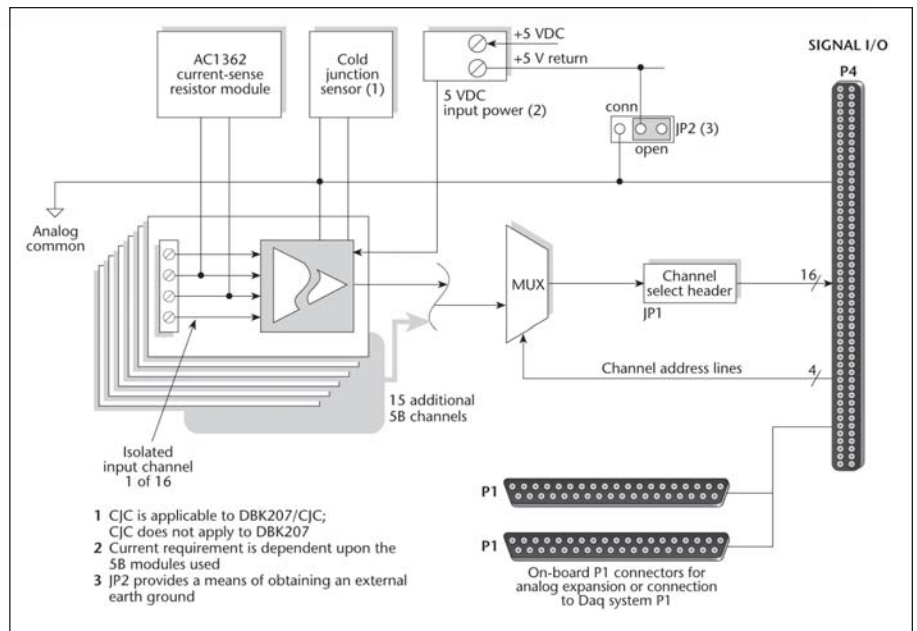 AC1362
current-sense
resistor module
Cold
junction
sensor (1)
+5 VDC
+5 V return
5 VDC
input power (2)
SIGNAL I/O
P4
conn
JP2 (3)
open
Analog
common
MUX
Channel
select header
JP1
16
Channel address lines
4
15 additional
5B channels
Isolated
input channel
1 of 16
P1
P1
On-board P1 connectors for
analog expansion or connection
to Daq system P1
1 CJC is applicable to DBK207/CJC;
CJC does not apply to DBK207
2 Current requirement is dependent upon the
5B modules used
3 JP2 provides a means of obtaining an external
earth ground